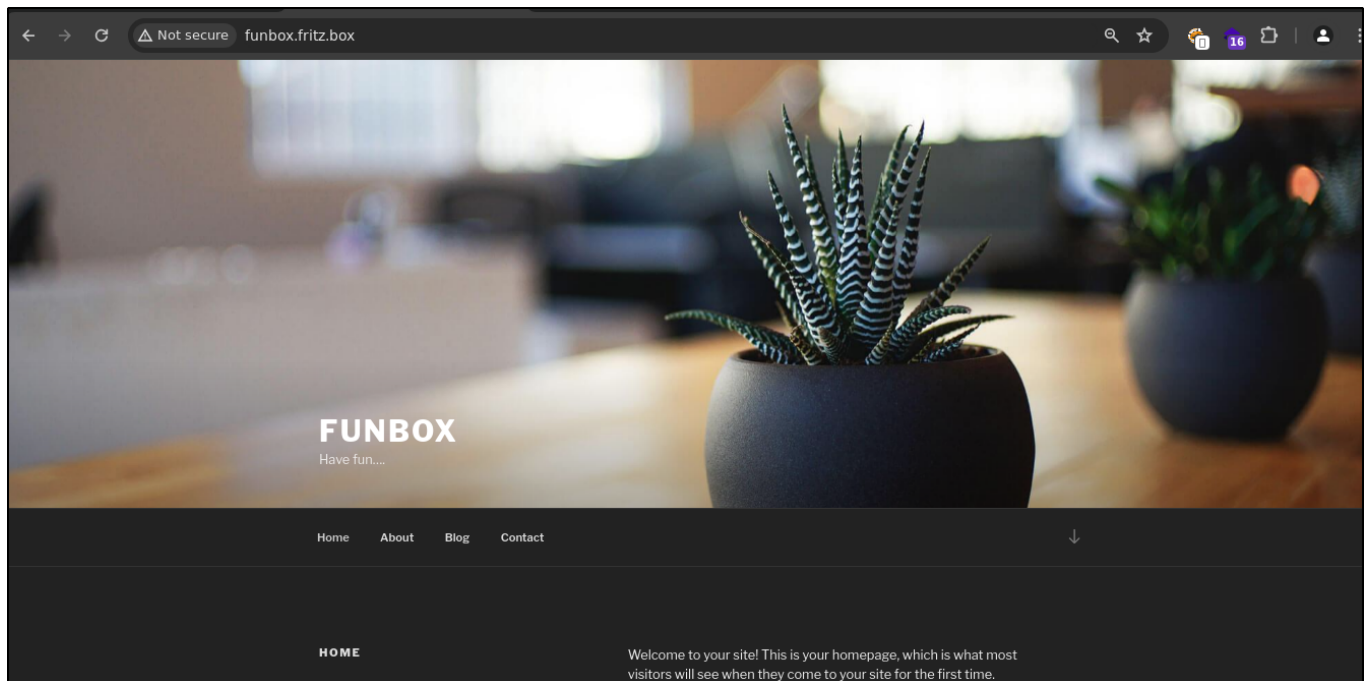 Not secure funbox.fritz.box
16
FUNBOX
Have fun....
Home About Blog Contact
HOME
Welcome to your site! This is your homepage, which is what most
visitors will see when they come to your site for the first time.